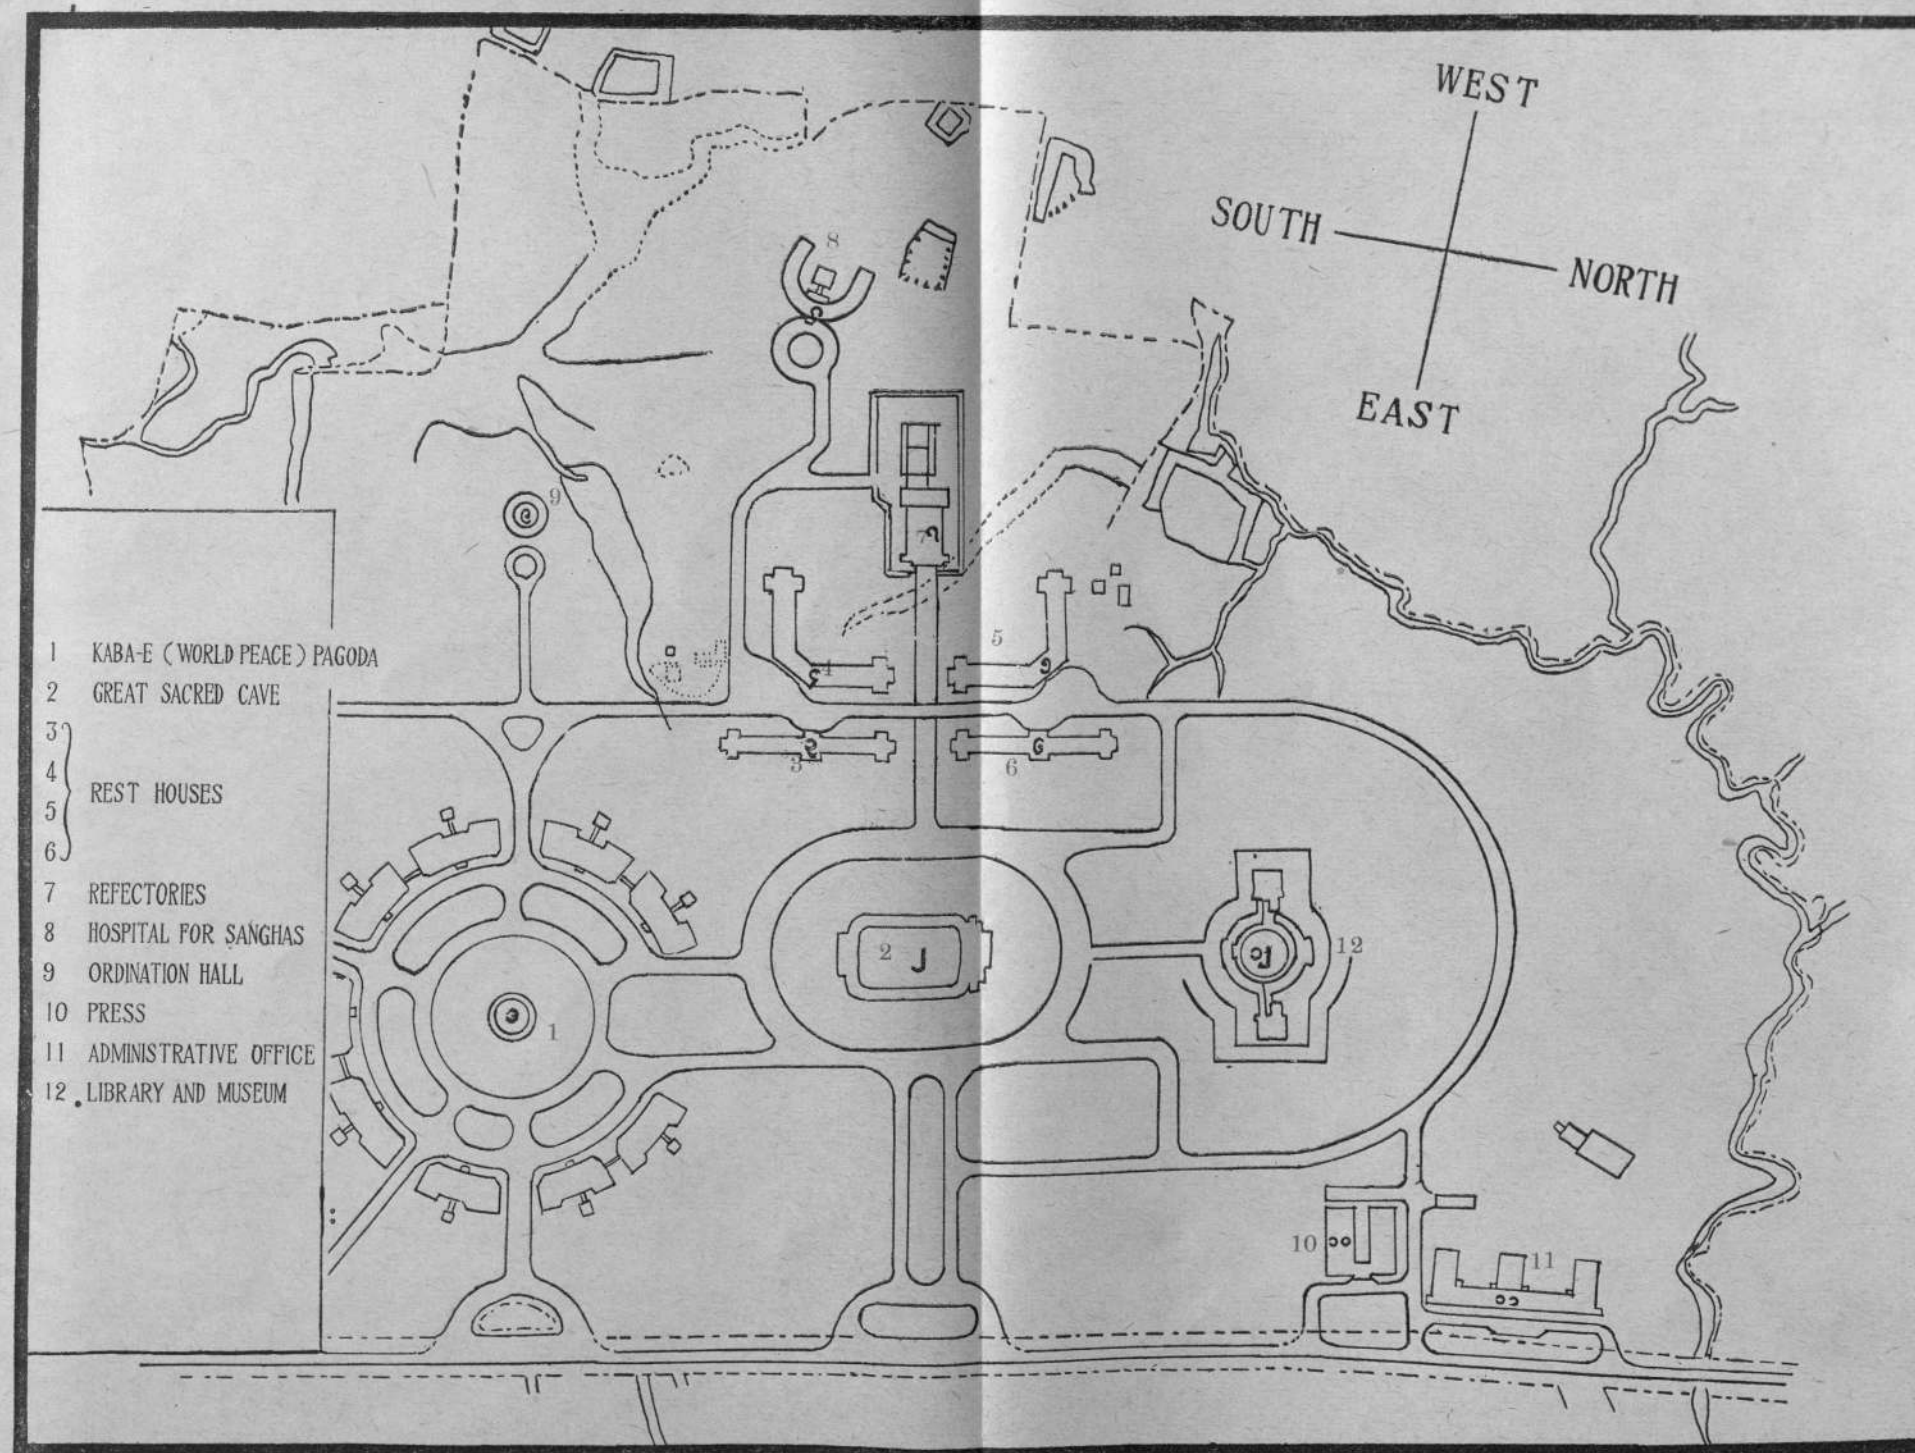 WEST
SOUTH
NORTH
EAST
8
9
7
5
4
3
6
2
12
1
10
11
1 KABA-E (WORLD PEACE) PAGODA
2 GREAT SACRED CAVE
3
4
REST HOUSES
5
6
7 REFECTORIES
8 HOSPITAL FOR SANGHAS
9 ORDINATION HALL
10 PRESS
11 ADMINISTRATIVE OFFICE
12. LIBRARY AND MUSEUM